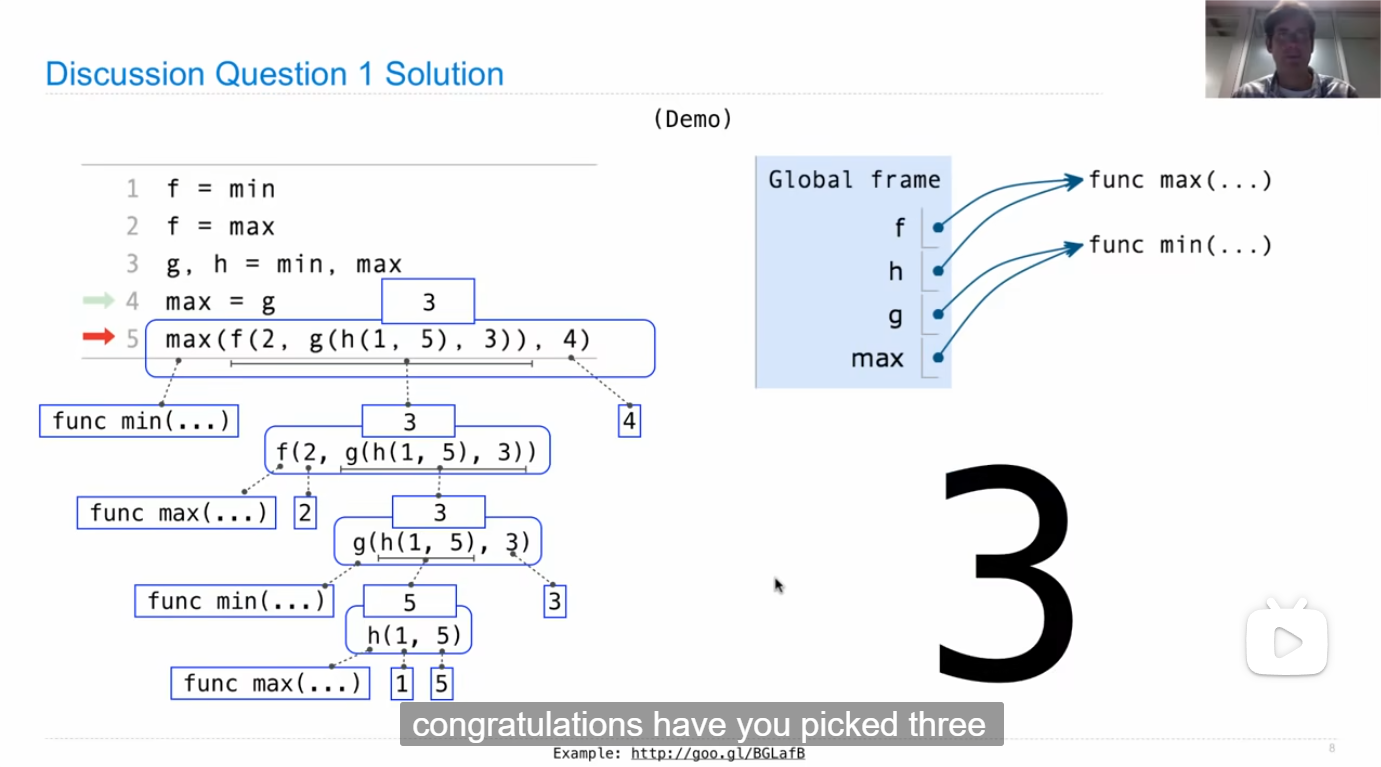 Discussion Question 1 Solution
(Demo)
1 f = min
2 f = max
3 g, h = min, max
4 max = g
3
5 max(f(2, g(h(1, 5), 3)), 4)
func min(...)
4
3
f(2, g(h(1, 5), 3))
func max(...)
2
3
g(h(1, 5), 3)
func min(...)
3
5
h(1, 5)
func max(...)
1
5
Global frame
f
h
g
max
func max(...)
func min(...)
3
congratulations have you picked three
Example: http://goo.gl/BGLafB
8